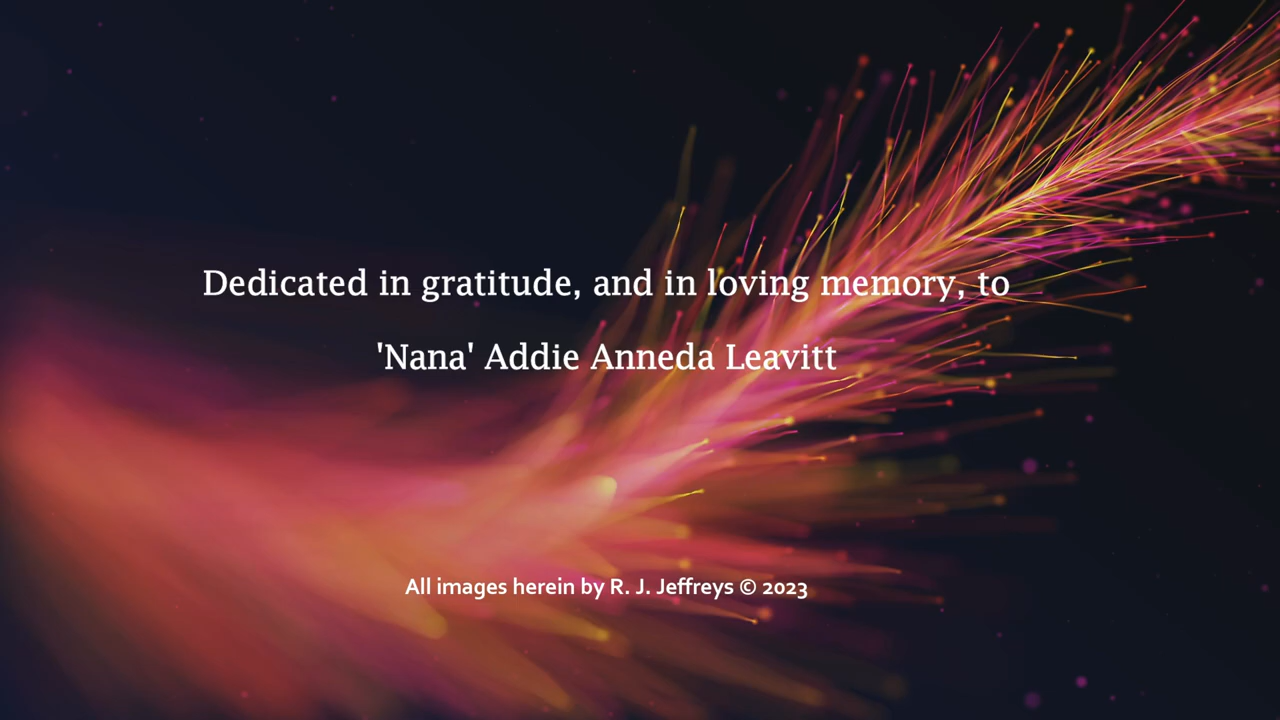 Dedicated in gratitude, and in loving memory, to
'Nana' Addie Anneda Leavitt
All images herein by R. J. Jeffreys © 2023